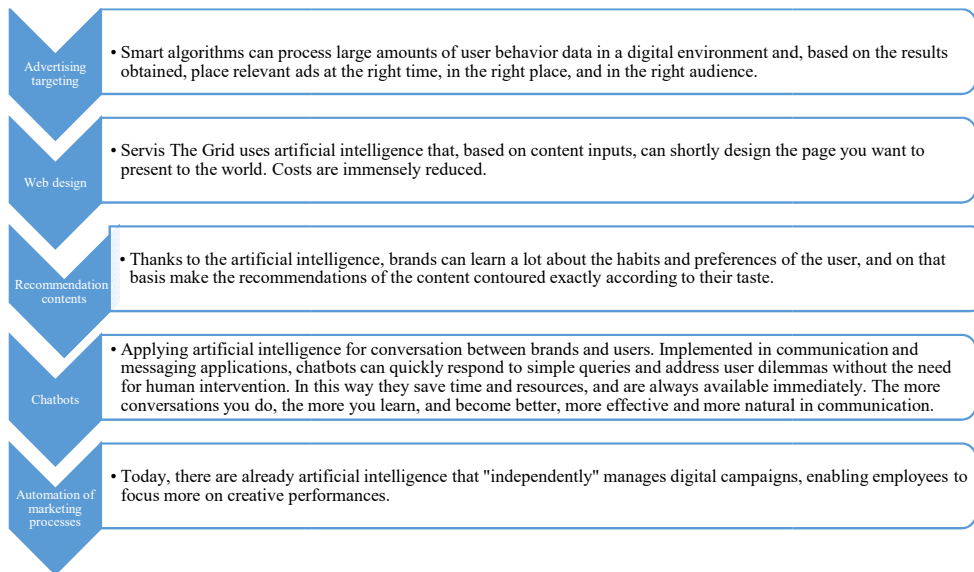 Advertising
targeting
• Smart algorithms can process large amounts of user behavior data in a digital environment and, based on the results
obtained, place relevant ads at the right time, in the right place, and in the right audience.
Web design
• Servis The Grid uses artificial intelligence that, based on content inputs, can shortly design the page you want to
present to the world. Costs are immensely reduced.
Recommendation
contents
• Thanks to the artificial intelligence, brands can learn a lot about the habits and preferences of the user, and on that
basis make the recommendations of the content contoured exactly according to their taste.
Chatbots
• Applying artificial intelligence for conversation between brands and users. Implemented in communication and
messaging applications, chatbots can quickly respond to simple queries and address user dilemmas without the need
for human intervention. In this way they save time and resources, and are always available immediately. The more
conversations you do, the more you learn, and become better, more effective and more natural in communication.
Automation of
marketing
processes
• Today, there are already artificial intelligence that "independently" manages digital campaigns, enabling employees to
focus more on creative performances.